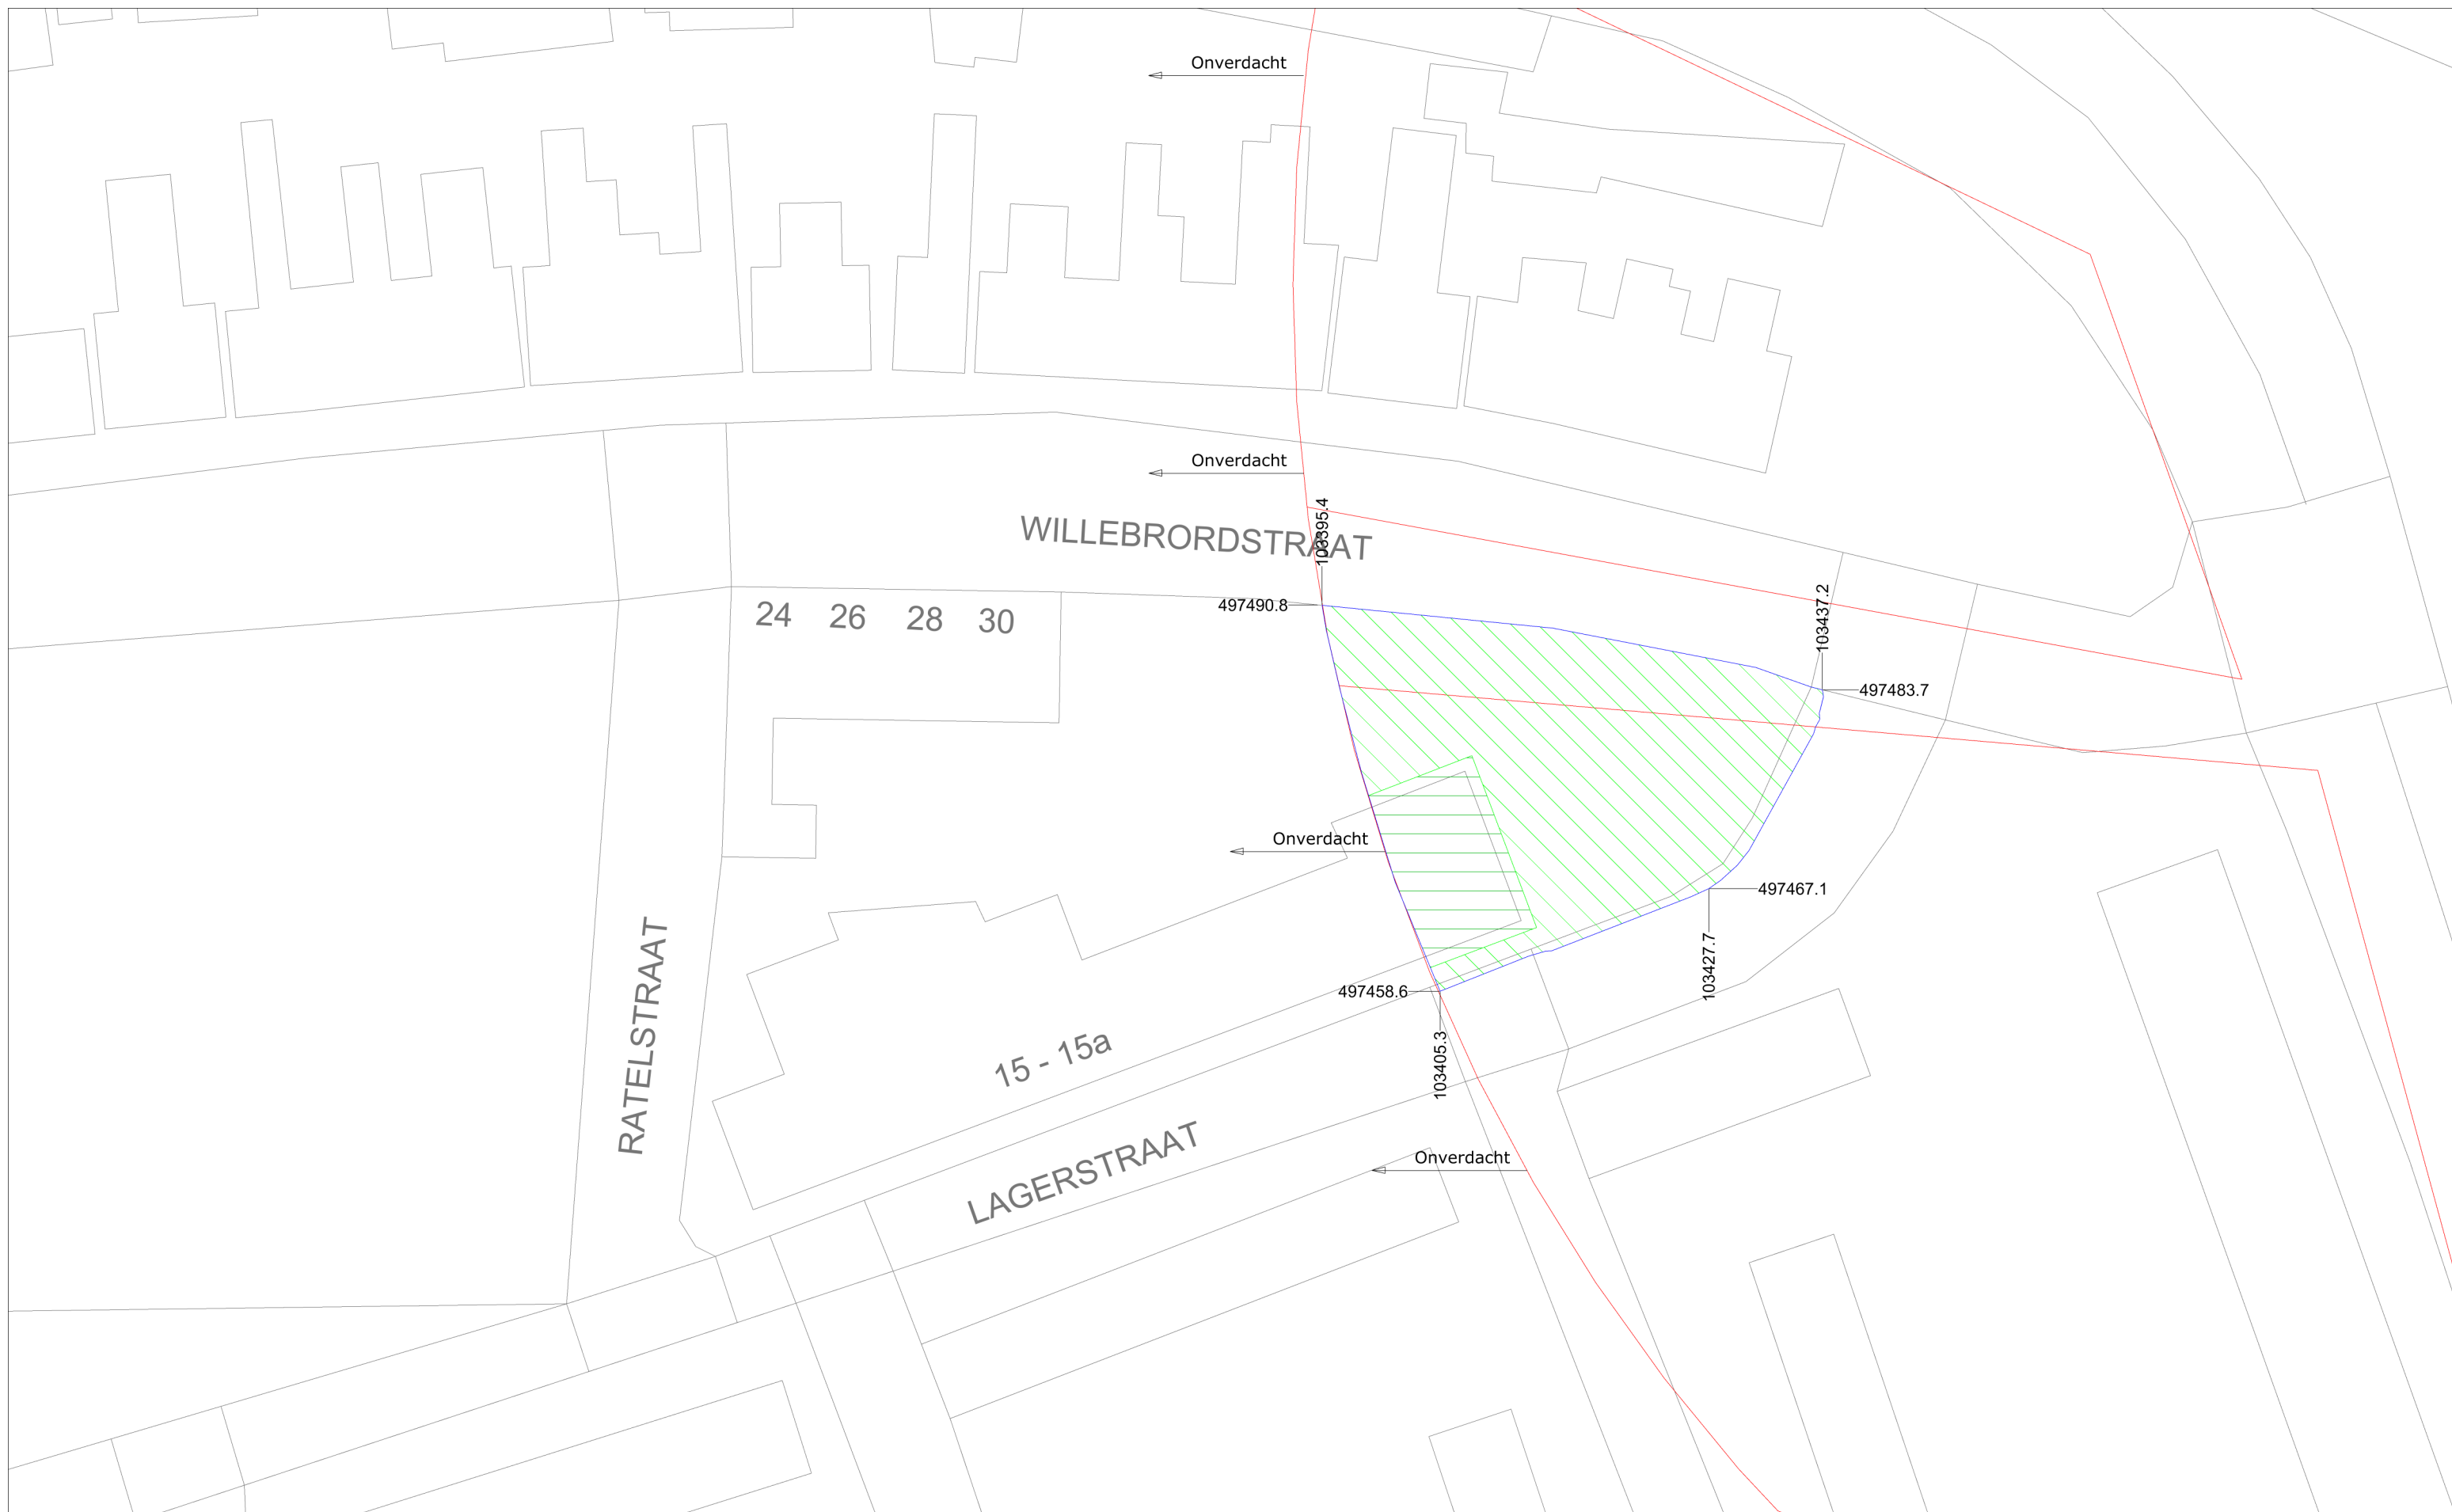 Onverdacht
Onverdacht
103395.4
WILLEBRORDSTRAAT
103437.2
497490.8
24 26 28 30
497483.7
Onverdacht
497467.1
103427.7
RATELSTRAAT
497458.6
103405.3
15 - 15a
LAGERSTRAAT
Onverdacht